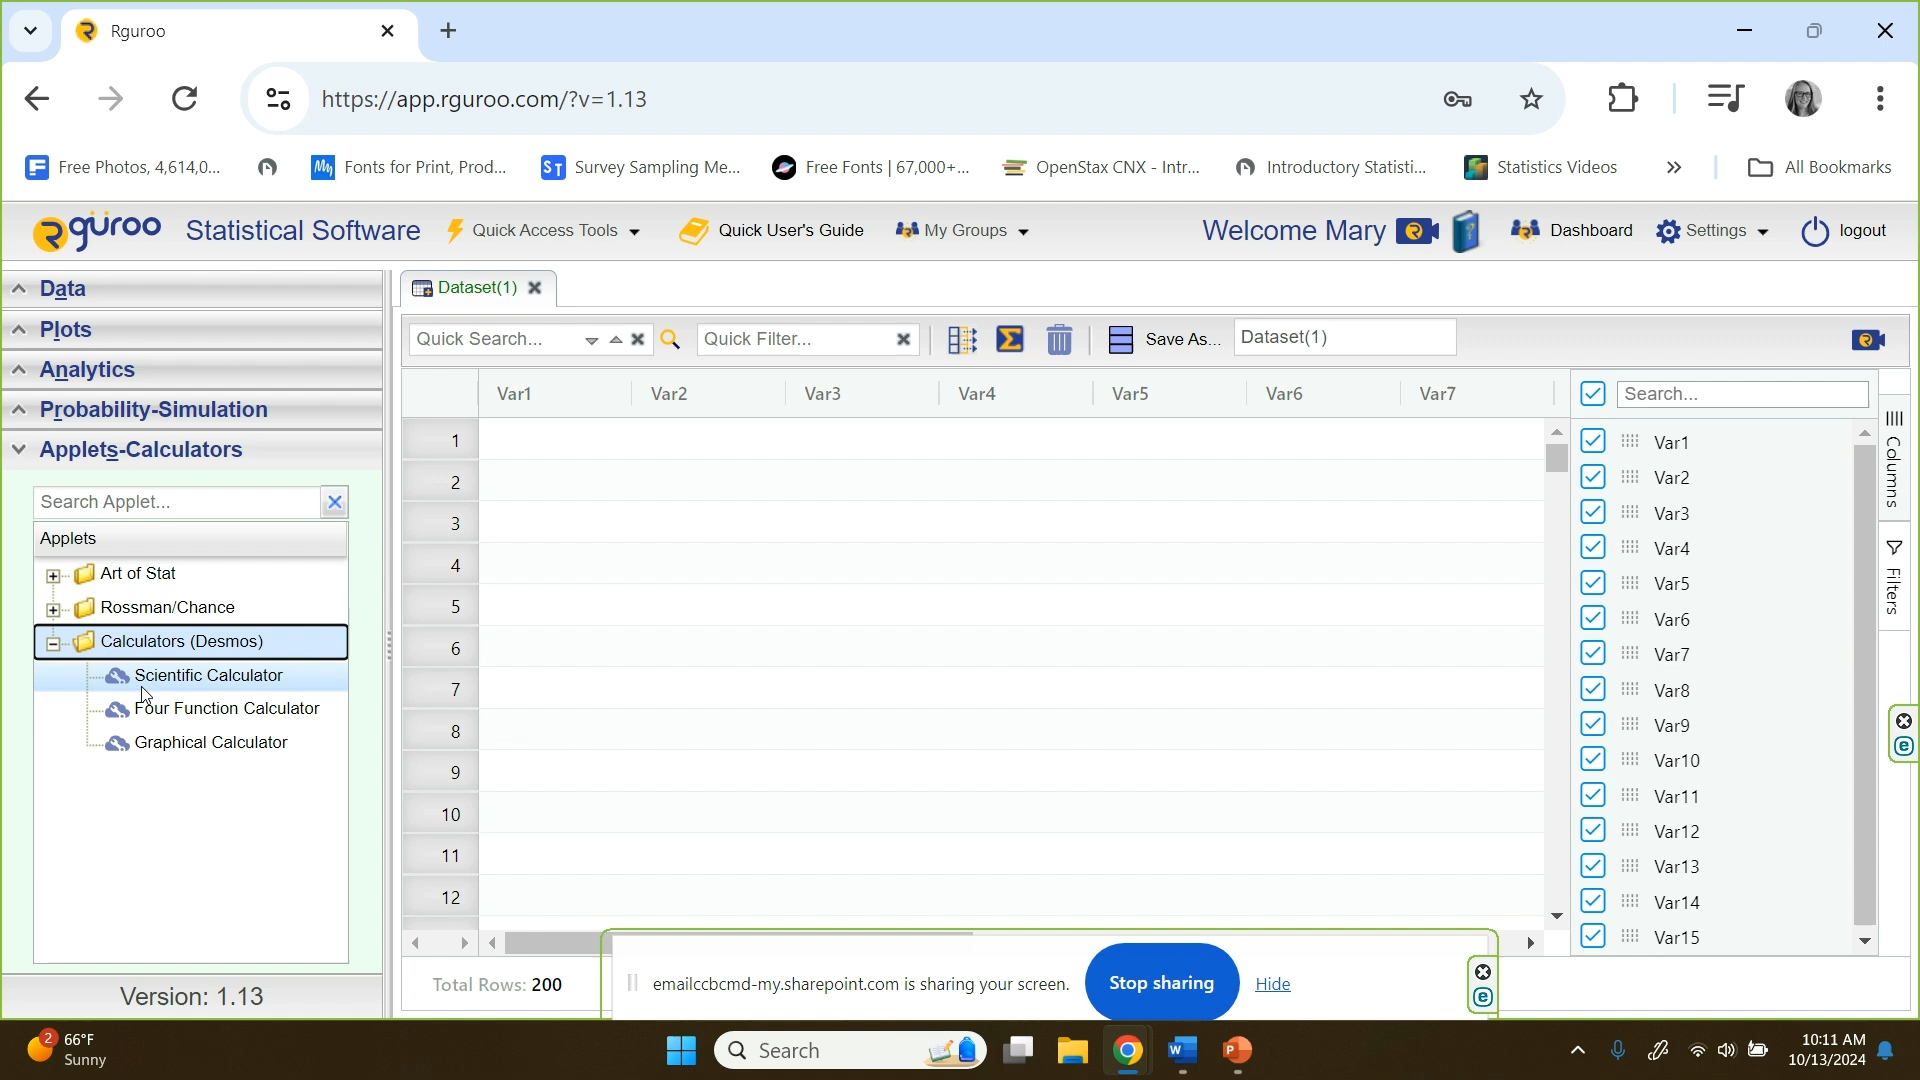 Rguroo
https://app.rguroo.com/?v=1.13
Free Photos, 4,614,0...
My Fonts for Print, Prod...
ST Survey Sampling Me...
Free Fonts | 67,000+...
OpenStax CNX - Intr...
Introductory Statisti...
Statistics Videos
»
All Bookmarks
Rguroo Statistical Software
Quick Access Tools
Quick User's Guide
My Groups
Welcome Mary
Dashboard
Settings
logout
Data
Plots
Analytics
Probability-Simulation
Applets-Calculators
Search Applet...
Applets
Art of Stat
Rossman/Chance
Calculators (Desmos)
Scientific Calculator
Four Function Calculator
Graphical Calculator
Version: 1.13
Dataset(1)
Quick Search...
Quick Filter...
Save As...
Dataset(1)
Var1 Var2 Var3 Var4 Var5 Var6 Var7
1
2
3
4
5
6
7
8
9
10
11
12
Search...
Var1
Var2
Var3
Var4
Var5
Var6
Var7
Var8
Var9
Var10
Var11
Var12
Var13
Var14
Var15
Columns
Filters
Total Rows: 200
emailccbcmd-my.sharepoint.com is sharing your screen.
Stop sharing
Hide
2
66°F
Sunny
Search
10:11 AM
10/13/2024